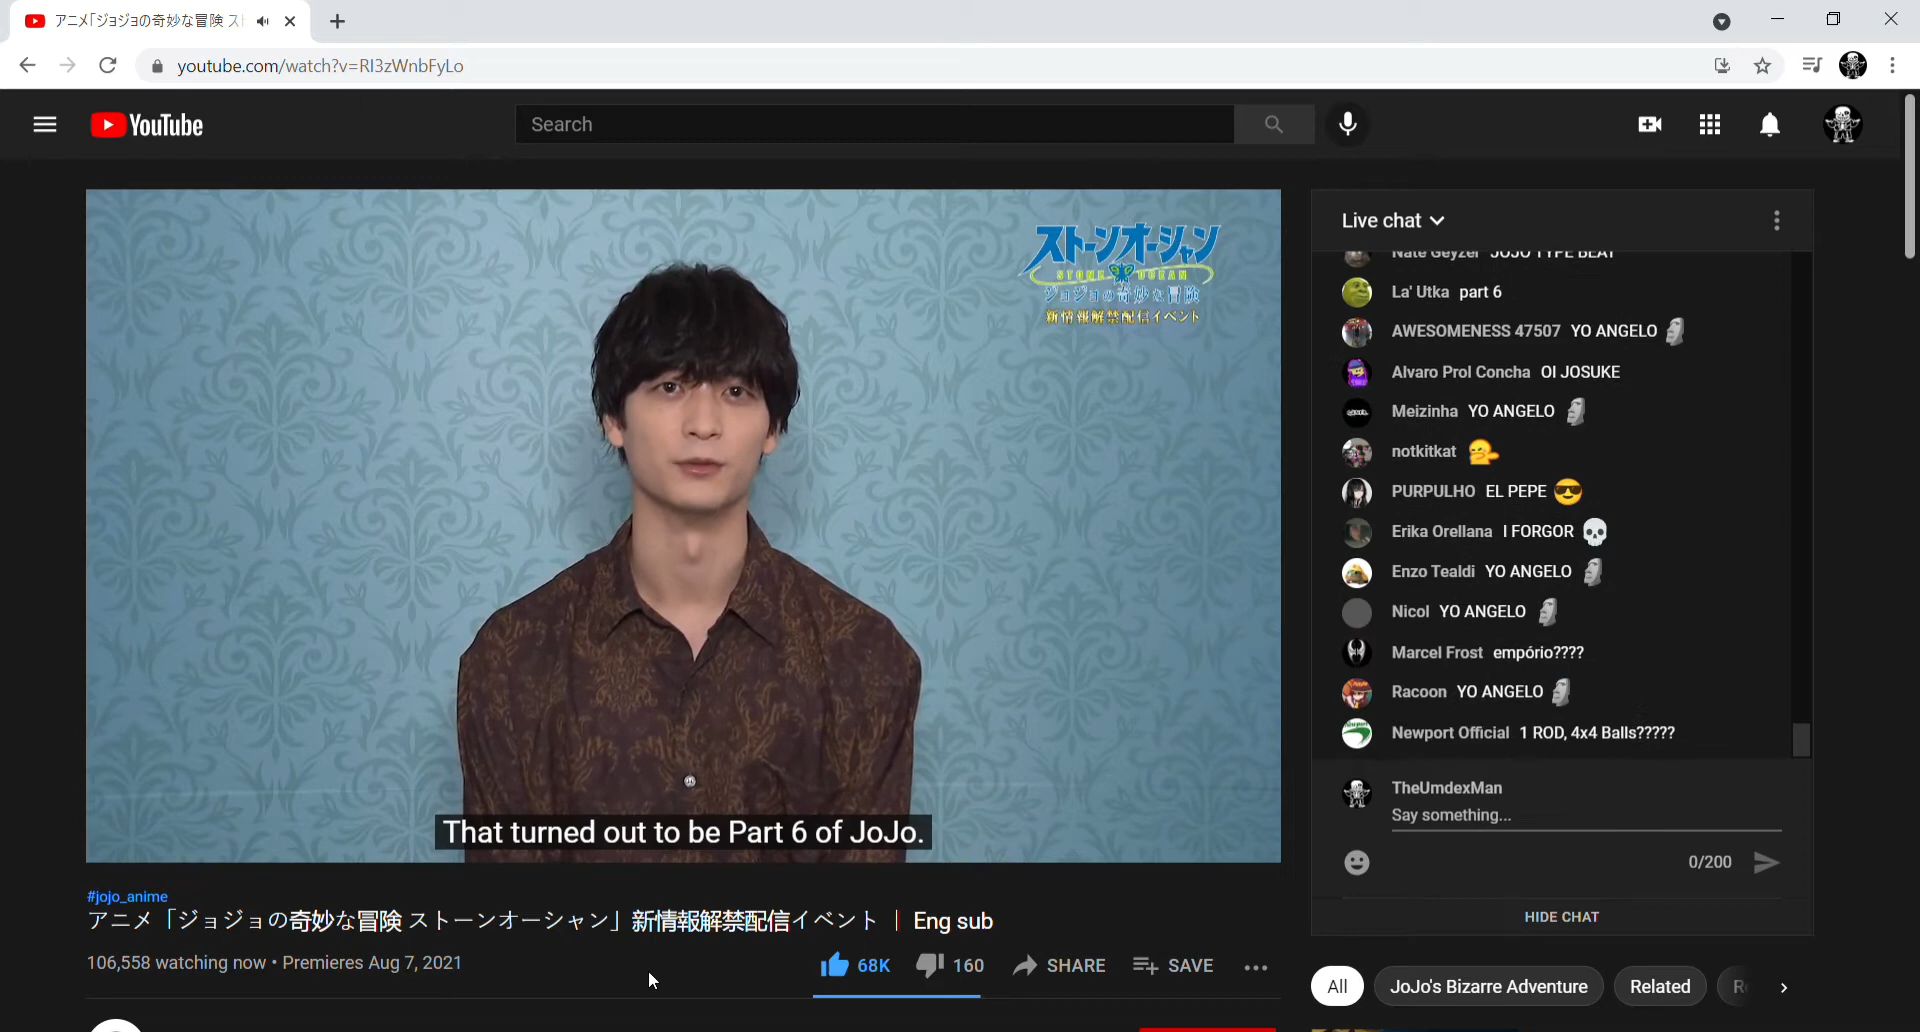 アニメ「ジョジョの奇妙な冒険 ス
youtube.com/watch?v=RI3zWnbFyLo
YouTube
Search
ストーンオーシャン
STONE OCEAN
ジョジョの奇妙な冒険
新情報解禁配信イベント
That turned out to be Part 6 of JoJo.
#jojo_anime
アニメ「ジョジョの奇妙な冒険 ストーンオーシャン」新情報解禁配信イベント | Eng sub
106,558 watching now • Premieres Aug 7, 2021
68K 160 SHARE SAVE
Live chat
Nate Geyzel JOJO TYPE BEAT
La' Utka part 6
AWESOMENESS 47507 YO ANGELO 🗿
Alvaro Prol Concha OI JOSUKE
Meizinha YO ANGELO 🗿
notkitkat
PURPULHO EL PEPE 😎
Erika Orellana I FORGOR 💀
Enzo Tealdi YO ANGELO 🗿
Nicol YO ANGELO 🗿
Marcel Frost empório????
Racoon YO ANGELO 🗿
Newport Official 1 ROD, 4x4 Balls?????
TheUmdexMan
Say something...
0/200
HIDE CHAT
All JoJo's Bizarre Adventure Related